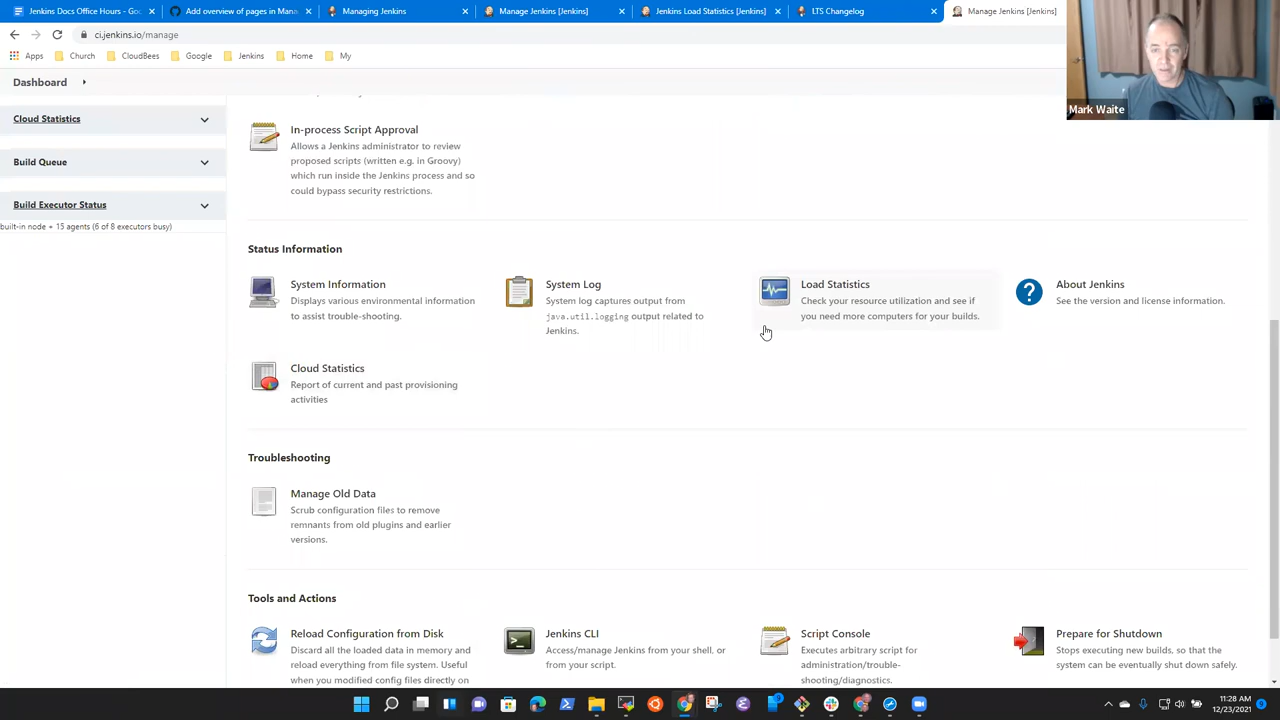 Jenkins Docs Office Hours - Goo
Add overview of pages in Mana
Managing Jenkins
Manage Jenkins [Jenkins]
Jenkins Load Statistics [Jenkins]
LTS Changelog
Manage Jenkins [Jenkins]
ci.jenkins.io/manage
Apps
Church
CloudBees
Google
Jenkins
Home
My
Mark Waite
Dashboard
Cloud Statistics
Build Queue
Build Executor Status
built-in node + 15 agents (6 of 8 executors busy)
In-process Script Approval
Allows a Jenkins administrator to review
proposed scripts (written e.g. in Groovy)
which run inside the Jenkins process and so
could bypass security restrictions.
Status Information
System Information
Displays various environmental information
to assist trouble-shooting.
System Log
System log captures output from
java.util.logging output related to
Jenkins.
Load Statistics
Check your resource utilization and see if
you need more computers for your builds.
About Jenkins
See the version and license information.
Cloud Statistics
Report of current and past provisioning
activities
Troubleshooting
Manage Old Data
Scrub configuration files to remove
remnants from old plugins and earlier
versions.
Tools and Actions
Reload Configuration from Disk
Discard all the loaded data in memory and
reload everything from file system. Useful
when you modified config files directly on
Jenkins CLI
Access/manage Jenkins from your shell, or
from your script.
Script Console
Executes arbitrary script for
administration/trouble-
shooting/diagnostics.
Prepare for Shutdown
Stops executing new builds, so that the
system can be eventually shut down safely.
11:28 AM
12/23/2021